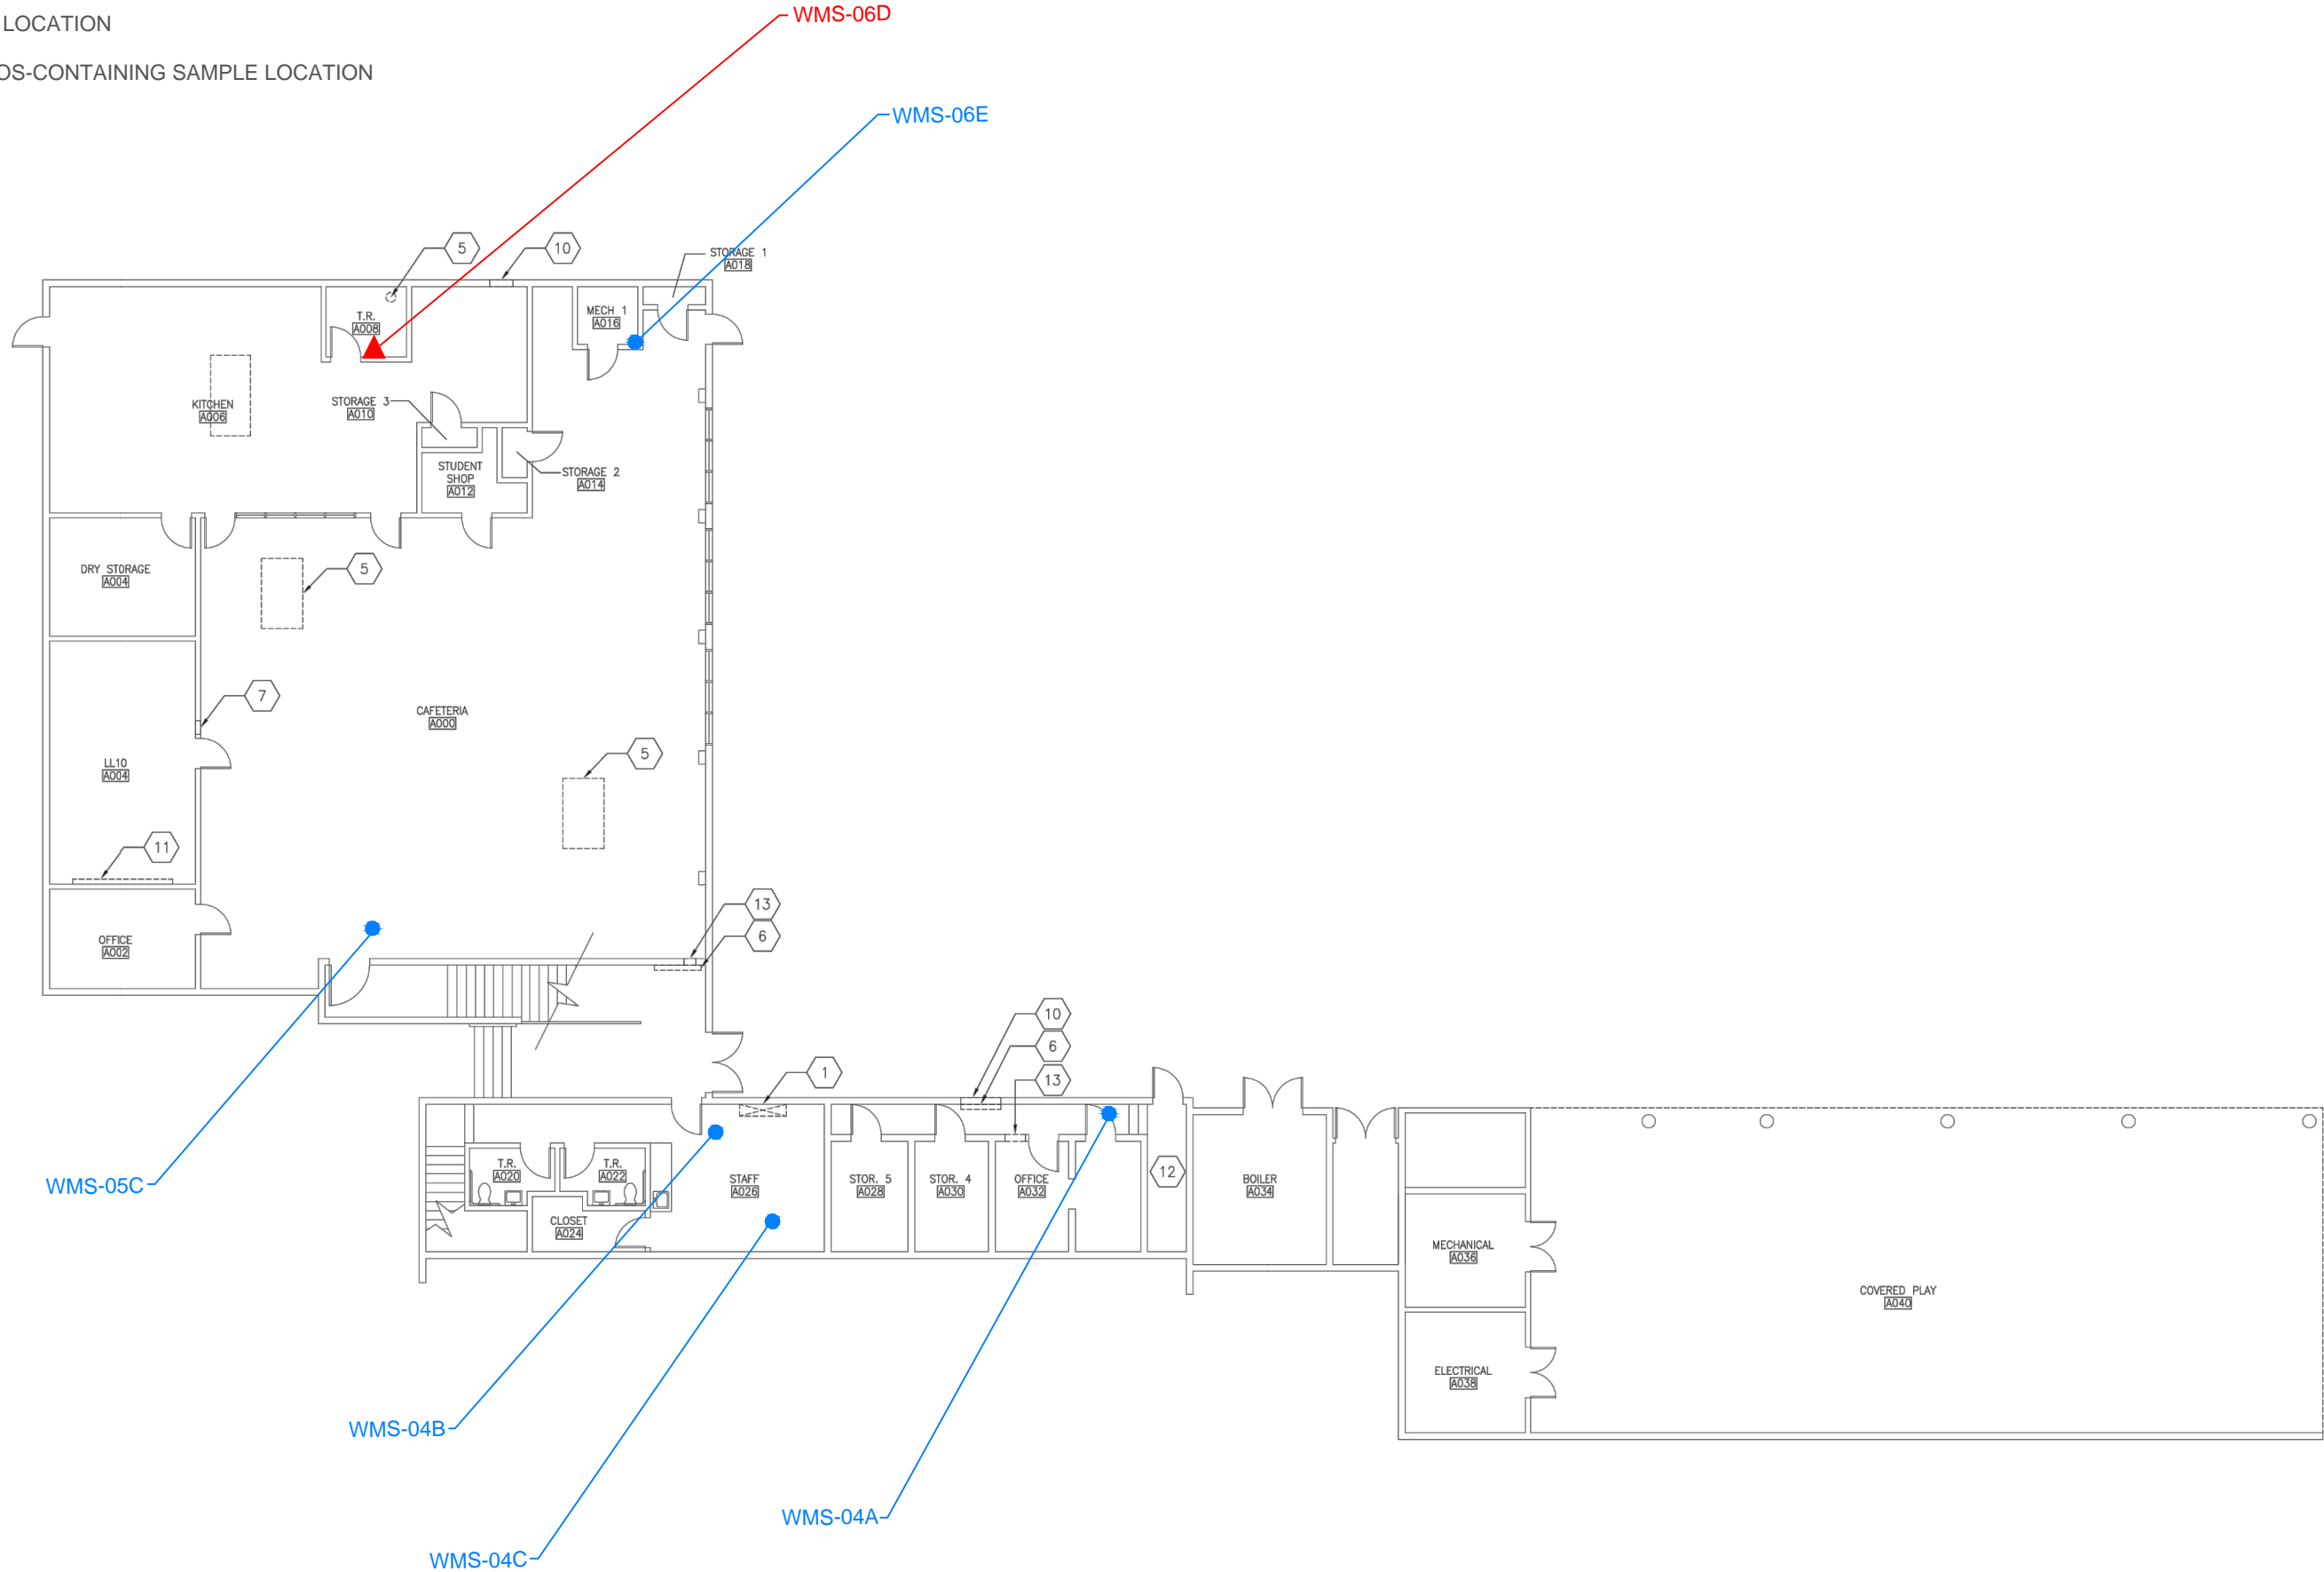 LOCATION
OS-CONTAINING SAMPLE LOCATION
WMS-06D
WMS-06E
5
10
STORAGE 1
A018
T.R.
A008
MECH 1
A016
KITCHEN
A006
STORAGE 3
A010
STUDENT
SHOP
A012
STORAGE 2
A014
DRY STORAGE
A004
5
7
CAFETERIA
A000
LL10
A004
5
11
13
6
OFFICE
A002
10
6
13
1
WMS-05C
T.R.
A020
T.R.
A022
CLOSET
A024
STAFF
A026
STOR. 5
A028
STOR. 4
A030
OFFICE
A032
12
BOILER
A034
MECHANICAL
A036
COVERED PLAY
A040
ELECTRICAL
A038
WMS-04B
WMS-04A
WMS-04C